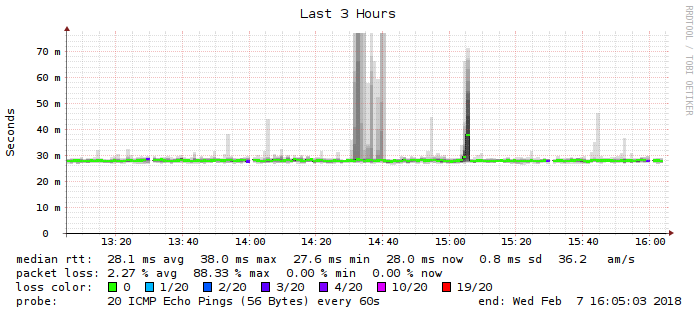 Last 3 Hours
RRDTOOL / TOBI OETIKER
Seconds
70 m
60 m
50 m
40 m
30 m
20 m
10 m
0
13:20 13:40 14:00 14:20 14:40 15:00 15:20 15:40 16:00
median rtt: 28.1 ms avg 38.0 ms max 27.6 ms min 28.0 ms now 0.8 ms sd 36.2 am/s
packet loss: 2.27 % avg 88.33 % max 0.00 % min 0.00 % now
loss color: 0 1/20 2/20 3/20 4/20 10/20 19/20
probe: 20 ICMP Echo Pings (56 Bytes) every 60s end: Wed Feb 7 16:05:03 2018